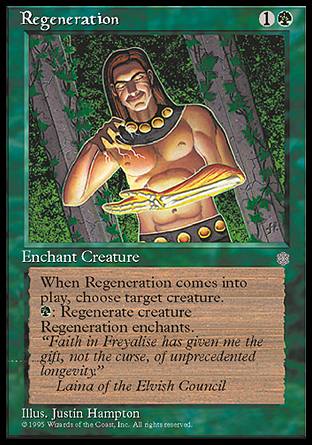 Regeneration 1
Enchant Creature
When Regeneration comes into
play, choose target creature.
: Regenerate creature
Regeneration enchants.
"Faith in Freyalise has given me the
gift, not the curse, of unprecedented
longevity."
Laina of the Elvish Council
Illus. Justin Hampton
©1995 Wizards of the Coast, Inc. All rights reserved.